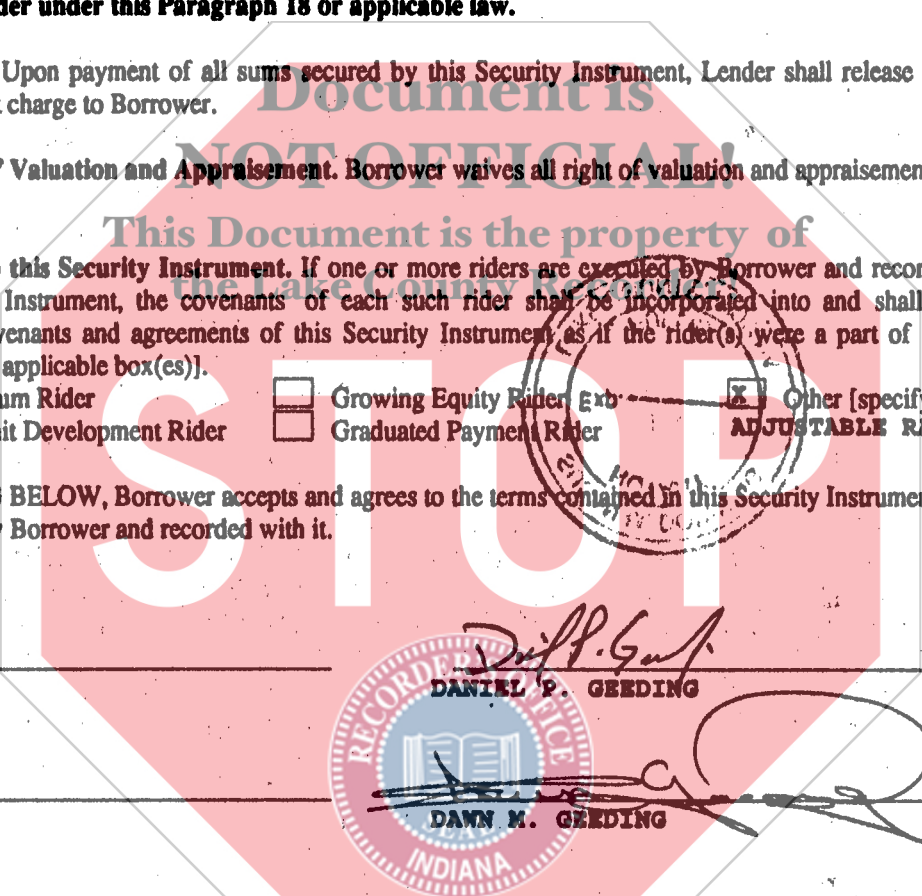 der under this Paragraph 18 or applicable law.
Upon payment of all sums secured by this Security Instrument, Lender shall release
charge to Borrower.
Valuation and Appraisement. Borrower waives all right of valuation and appraisemen
this Security Instrument. If one or more riders are executed by Borrower and recor
Instrument, the covenants of each such rider shall be incorporated into and shall
venants and agreements of this Security Instrument as if the rider(s) were a part of
applicable box(es)].
um Rider Growing Equity Rider X Other [specify
it Development Rider Graduated Payment Rider ADJUSTABLE RA
BELOW, Borrower accepts and agrees to the terms contained in this Security Instrumen
Borrower and recorded with it.
DANIEL P. GEEDING
DAWN M. GEEDING
Document is
NOT OFFICIAL!
This Document is the property of
the Lake County Recorder!
STOP
RECORDER'S OFFICE
SEAL
INDIANA